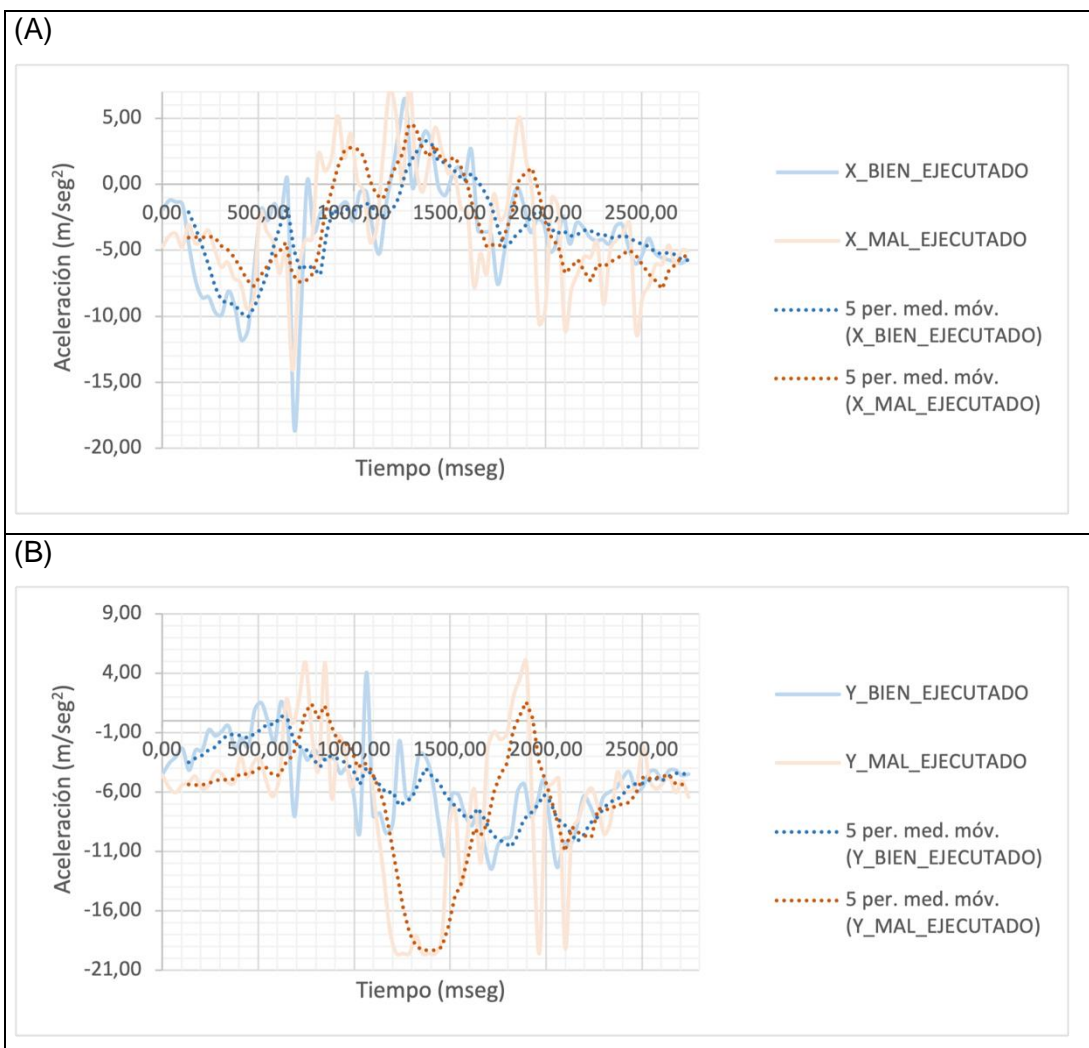 (A)
5,00
0,00
-5,00
-10,00
-15,00
-20,00
0,00 500,00 1000,00 1500,00 2000,00 2500,00
Aceleración (m/seg²)
Tiempo (mseg)
X_BIEN_EJECUTADO
X_MAL_EJECUTADO
5 per. med. móv.
(X_BIEN_EJECUTADO)
5 per. med. móv.
(X_MAL_EJECUTADO)
(B)
9,00
4,00
-1,00
-6,00
-11,00
-16,00
-21,00
0,00 500,00 1000,00 1500,00 2000,00 2500,00
Aceleración (m/seg²)
Tiempo (mseg)
Y_BIEN_EJECUTADO
Y_MAL_EJECUTADO
5 per. med. móv.
(Y_BIEN_EJECUTADO)
5 per. med. móv.
(Y_MAL_EJECUTADO)